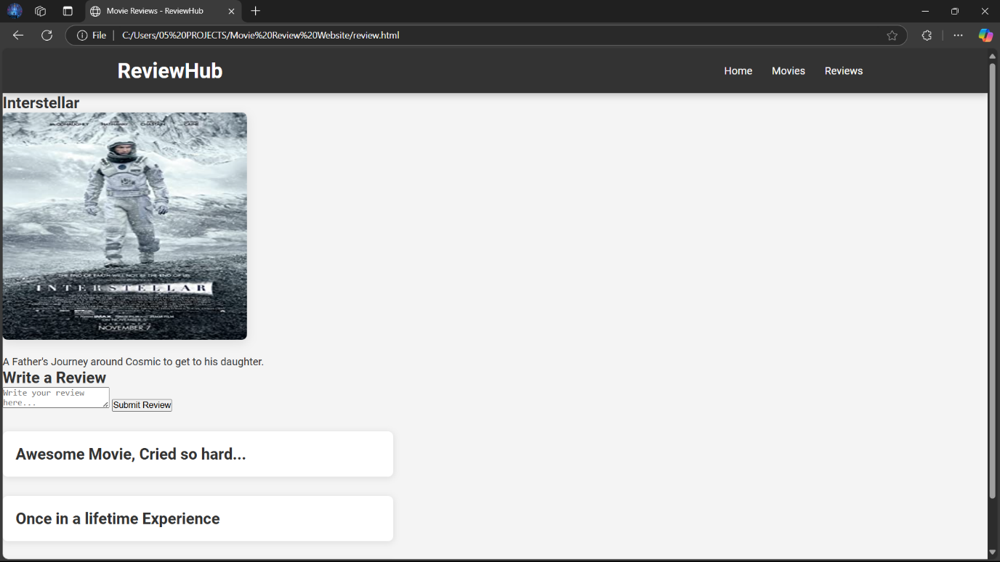 Movie Reviews - ReviewHub
File
C:/Users/05%20PROJECTS/Movie%20Review%20Website/review.html
ReviewHub
Home
Movies
Reviews
Interstellar
McCONAUGHEY HATHAWAY CHASTAIN CAINE
THE END OF EARTH WILL NOT BE THE END OF US
INTERSTELLAR
IMAX
NOVEMBER 7
A Father's Journey around Cosmic to get to his daughter.
Write a Review
Write your review
here...
Submit Review
Awesome Movie, Cried so hard...
Once in a lifetime Experience